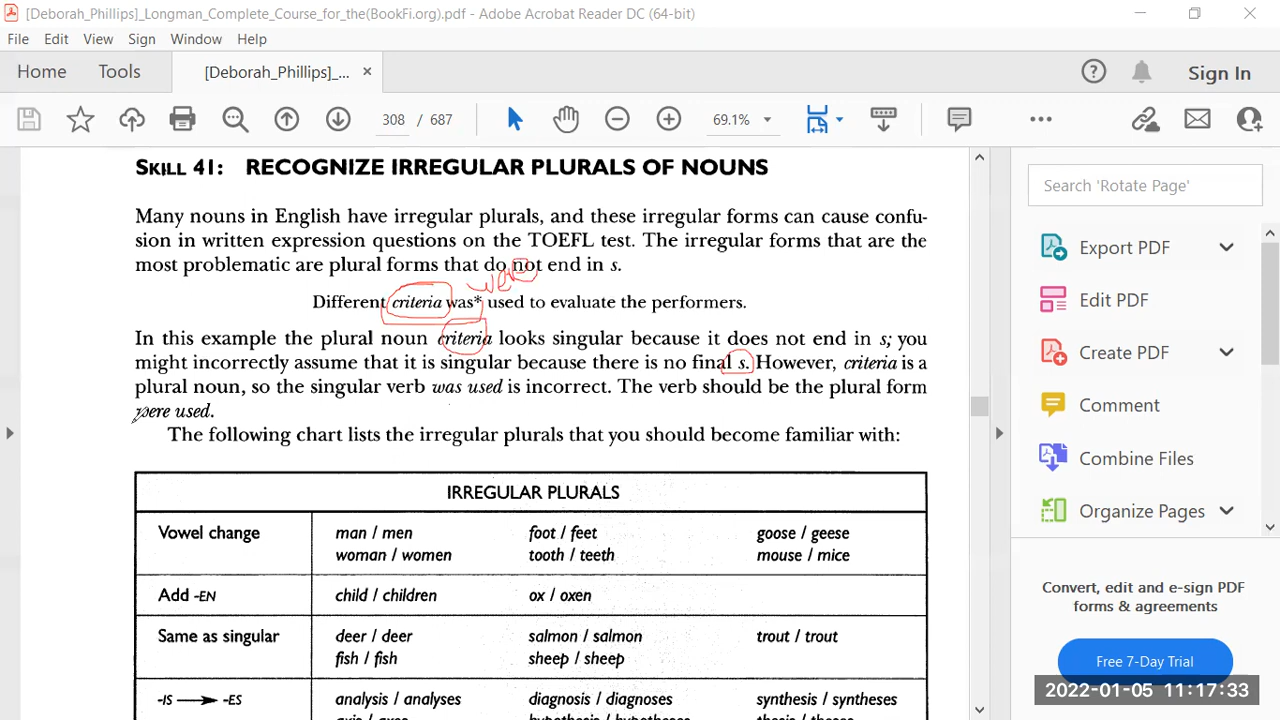 [Deborah_Phillips]_Longman_Complete_Course_for_the(BookFi.org).pdf - Adobe Acrobat Reader DC (64-bit)
File Edit View Sign Window Help
Home Tools [Deborah_Phillips]_... × Sign In
308 / 687 69.1%
SKILL 41: RECOGNIZE IRREGULAR PLURALS OF NOUNS
Many nouns in English have irregular plurals, and these irregular forms can cause confu-
sion in written expression questions on the TOEFL test. The irregular forms that are the
most problematic are plural forms that do not end in s.
were
Different criteria was* used to evaluate the performers.
In this example the plural noun criteria looks singular because it does not end in s; you
might incorrectly assume that it is singular because there is no final s. However, criteria is a
plural noun, so the singular verb was used is incorrect. The verb should be the plural form
were used.
The following chart lists the irregular plurals that you should become familiar with:
IRREGULAR PLURALS
Vowel change man / men foot / feet goose / geese
woman / women tooth / teeth mouse / mice
Add -EN child / children ox / oxen
Same as singular deer / deer salmon / salmon trout / trout
fish / fish sheep / sheep
-IS → -ES analysis / analyses diagnosis / diagnoses synthesis / syntheses
axis / axes hypothesis / hypotheses thesis / theses
Search 'Rotate Page'
Export PDF
Edit PDF
Create PDF
Comment
Combine Files
Organize Pages
Convert, edit and e-sign PDF
forms & agreements
Free 7-Day Trial
2022-01-05 11:17:33